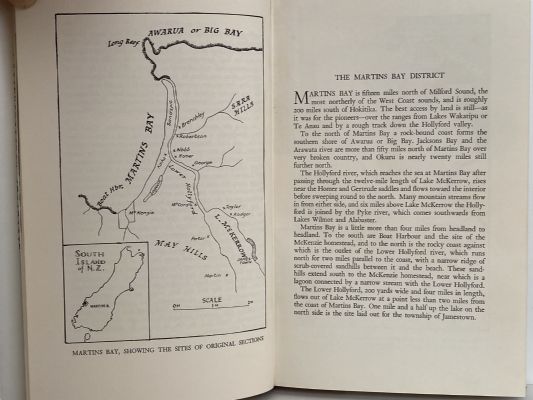 AWARUA or BIG BAY
Long Reef
SARA HILLS
MARTINS BAY
Sandspit
Brerebley
Robertson
Webb
Homer
George
Lower Hollyford
Boat Hbr.
McKenzie
Taylor
Rodger
L. McKERROW
Porter
MAY HILLS
Martin
SOUTH
ISLAND
of N.Z.
MARTINS B.
SCALE
MARTINS BAY, SHOWING THE SITES OF ORIGINAL SECTIONS
THE MARTINS BAY DISTRICT
MARTINS BAY is fifteen miles north of Milford Sound, the
most northerly of the West Coast sounds, and is roughly
200 miles south of Hokitika. The best access by land is still—as
it was for the pioneers—over the ranges from Lakes Wakatipu or
Te Anau and by a rough track down the Hollyford valley.
To the north of Martins Bay a rock-bound coast forms the
southern shore of Awarua or Big Bay, Jacksons Bay and the
Arawata river are more than fifty miles north of Martins Bay over
very broken country, and Okuru is nearly twenty miles still
further north.
The Hollyford river, which reaches the sea at Martins Bay after
passing through the twelve-mile length of Lake McKerrow, rises
near the Homer and Gertrude saddles and flows toward the interior
before sweeping round to the north. Many mountain streams flow
in from either side, and six miles above Lake McKerrow the Holly-
ford is joined by the Pyke river, which comes southwards from
Lakes Wilmot and Alabaster.
Martins Bay is a little more than four miles from headland to
headland. To the south are Boat Harbour and the site of the
McKenzie homestead, and to the north is the rocky coast against
which is the outlet of the Lower Hollyford river, which runs
north for two miles parallel to the coast, with a narrow ridge of
scrub-covered sandhills between it and the beach. These sand-
hills extend south to the McKenzie homestead, near which is a
lagoon connected by a narrow stream with the Lower Hollyford.
The Lower Hollyford, 200 yards wide and four miles in length,
flows out of Lake McKerrow at a point less than two miles from
the coast of Martins Bay. One mile and a half up the lake on the
north side is the site laid out for the township of Jamestown.